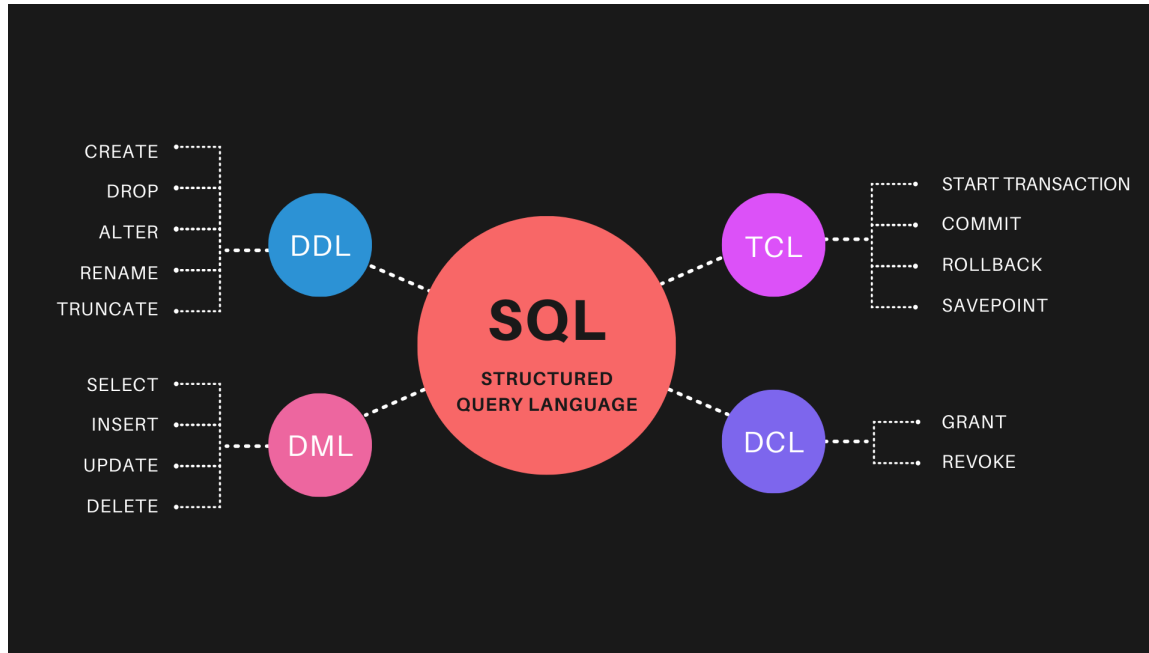 CREATE
DROP
ALTER
RENAME
TRUNCATE
DDL
SELECT
INSERT
UPDATE
DELETE
DML
SQL
STRUCTURED
QUERY LANGUAGE
TCL
START TRANSACTION
COMMIT
ROLLBACK
SAVEPOINT
DCL
GRANT
REVOKE